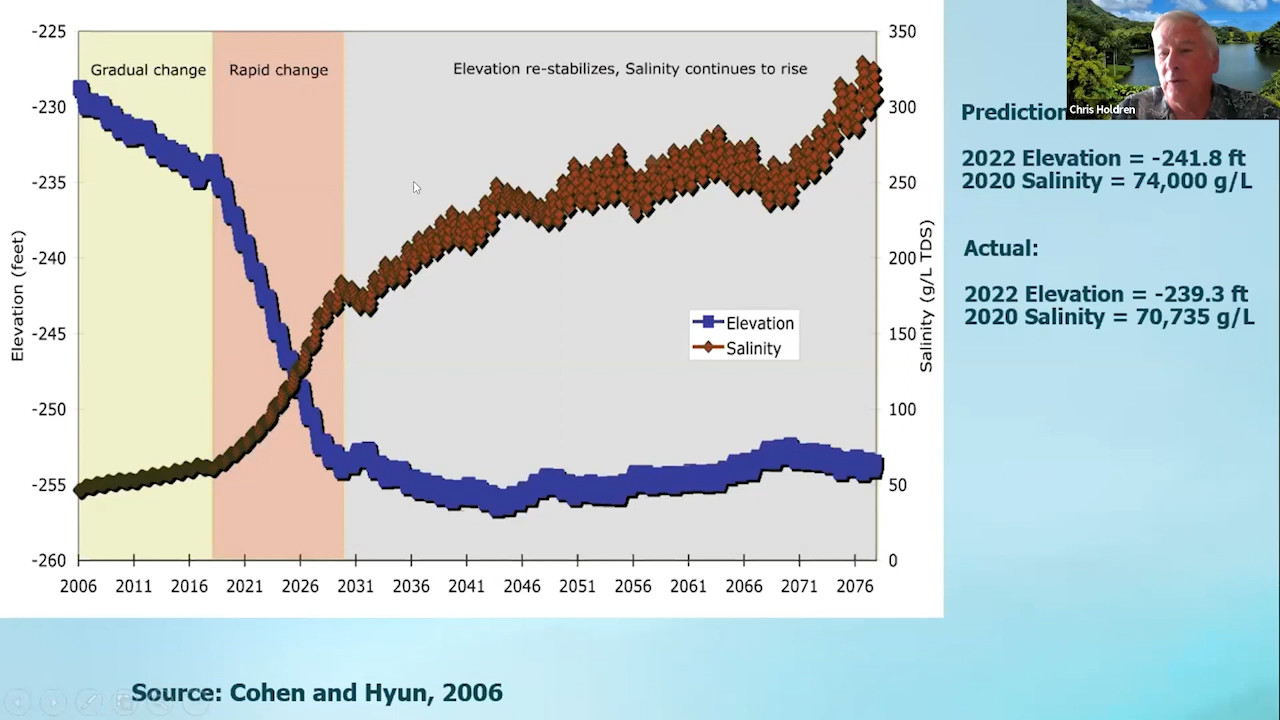 Gradual change
Rapid change
Elevation re-stabilizes, Salinity continues to rise
Elevation (feet)
-225
-230
-235
-240
-245
-250
-255
-260
350
300
250
200
150
100
50
0
Salinity (g/L TDS)
Elevation
Salinity
2006 2011 2016 2021 2026 2031 2036 2041 2046 2051 2056 2061 2066 2071 2076
Source: Cohen and Hyun, 2006
Chris Holdren
Prediction
2022 Elevation = -241.8 ft
2020 Salinity = 74,000 g/L
Actual:
2022 Elevation = -239.3 ft
2020 Salinity = 70,735 g/L